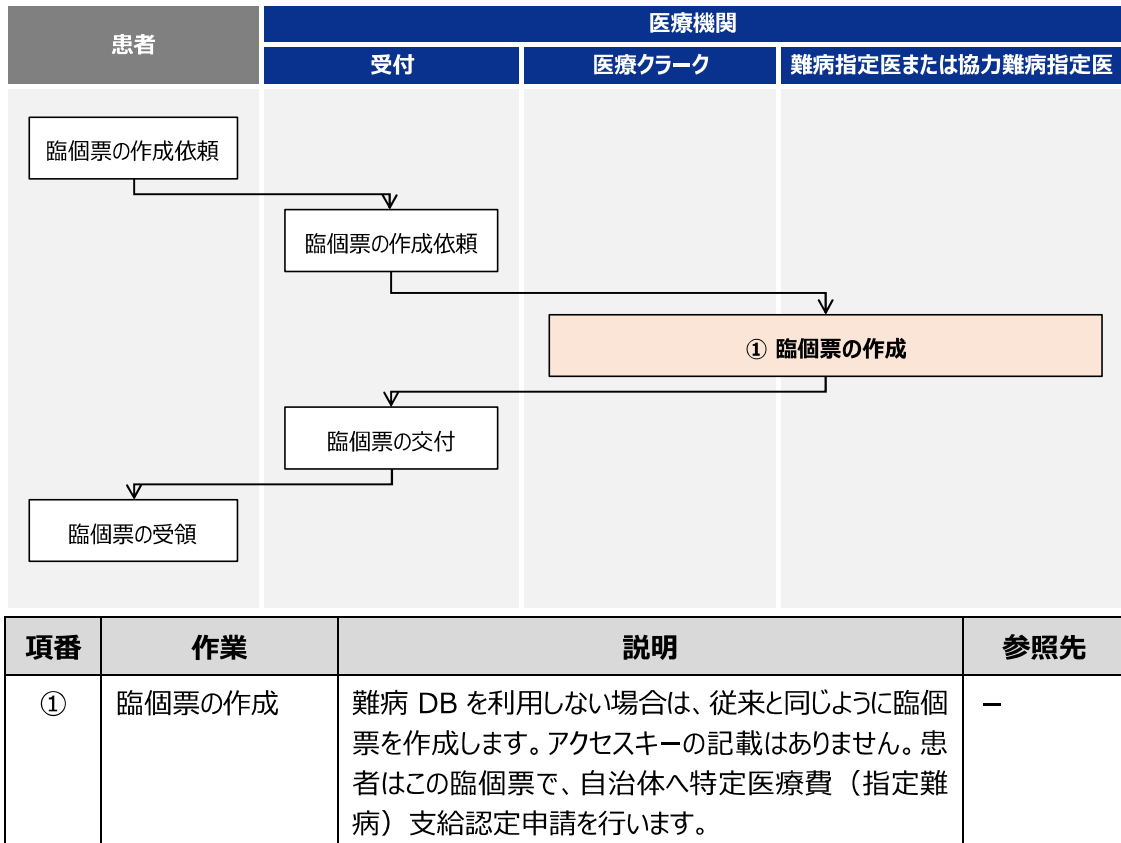 患者
医療機関
受付
医療クラーク
難病指定医または協力難病指定医
臨個票の作成依頼
臨個票の作成依頼
① 臨個票の作成
臨個票の交付
臨個票の受領
項番
作業
説明
参照先
①
臨個票の作成
難病 DB を利用しない場合は、従来と同じように臨個
票を作成します。アクセスキーの記載はありません。患
者はこの臨個票で、自治体へ特定医療費（指定難
病）支給認定申請を行います。
－